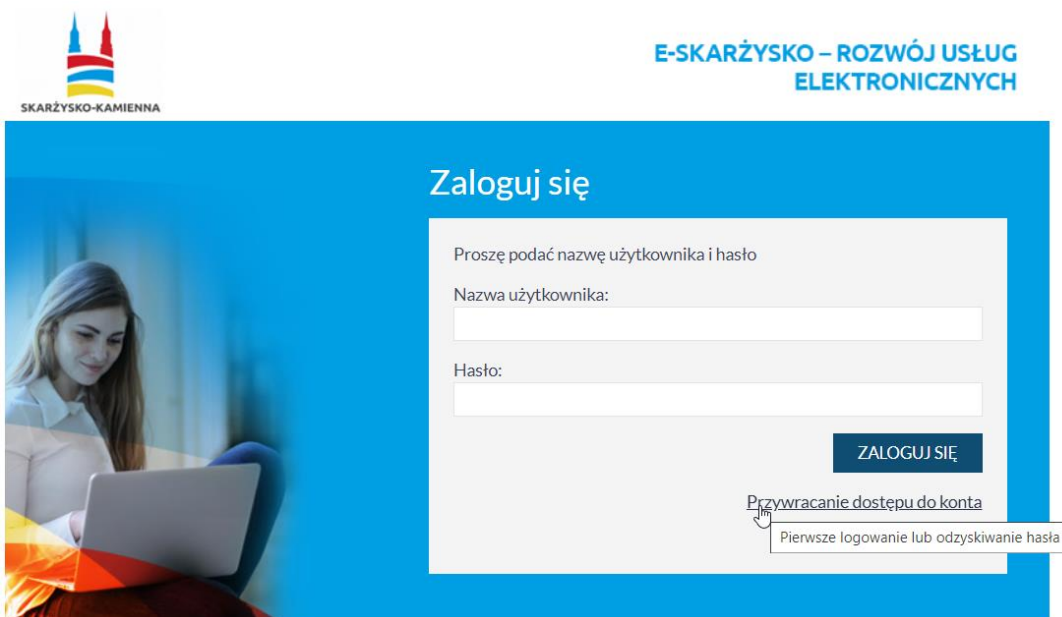 SKARŻYSKO-KAMIENNA
E-SKARŻYSKO – ROZWÓJ USŁUG
ELEKTRONICZNYCH
Zaloguj się
Proszę podać nazwę użytkownika i hasło
Nazwa użytkownika:
Hasło:
ZALOGUJ SIĘ
Przywracanie dostępu do konta
Pierwsze logowanie lub odzyskiwanie hasła